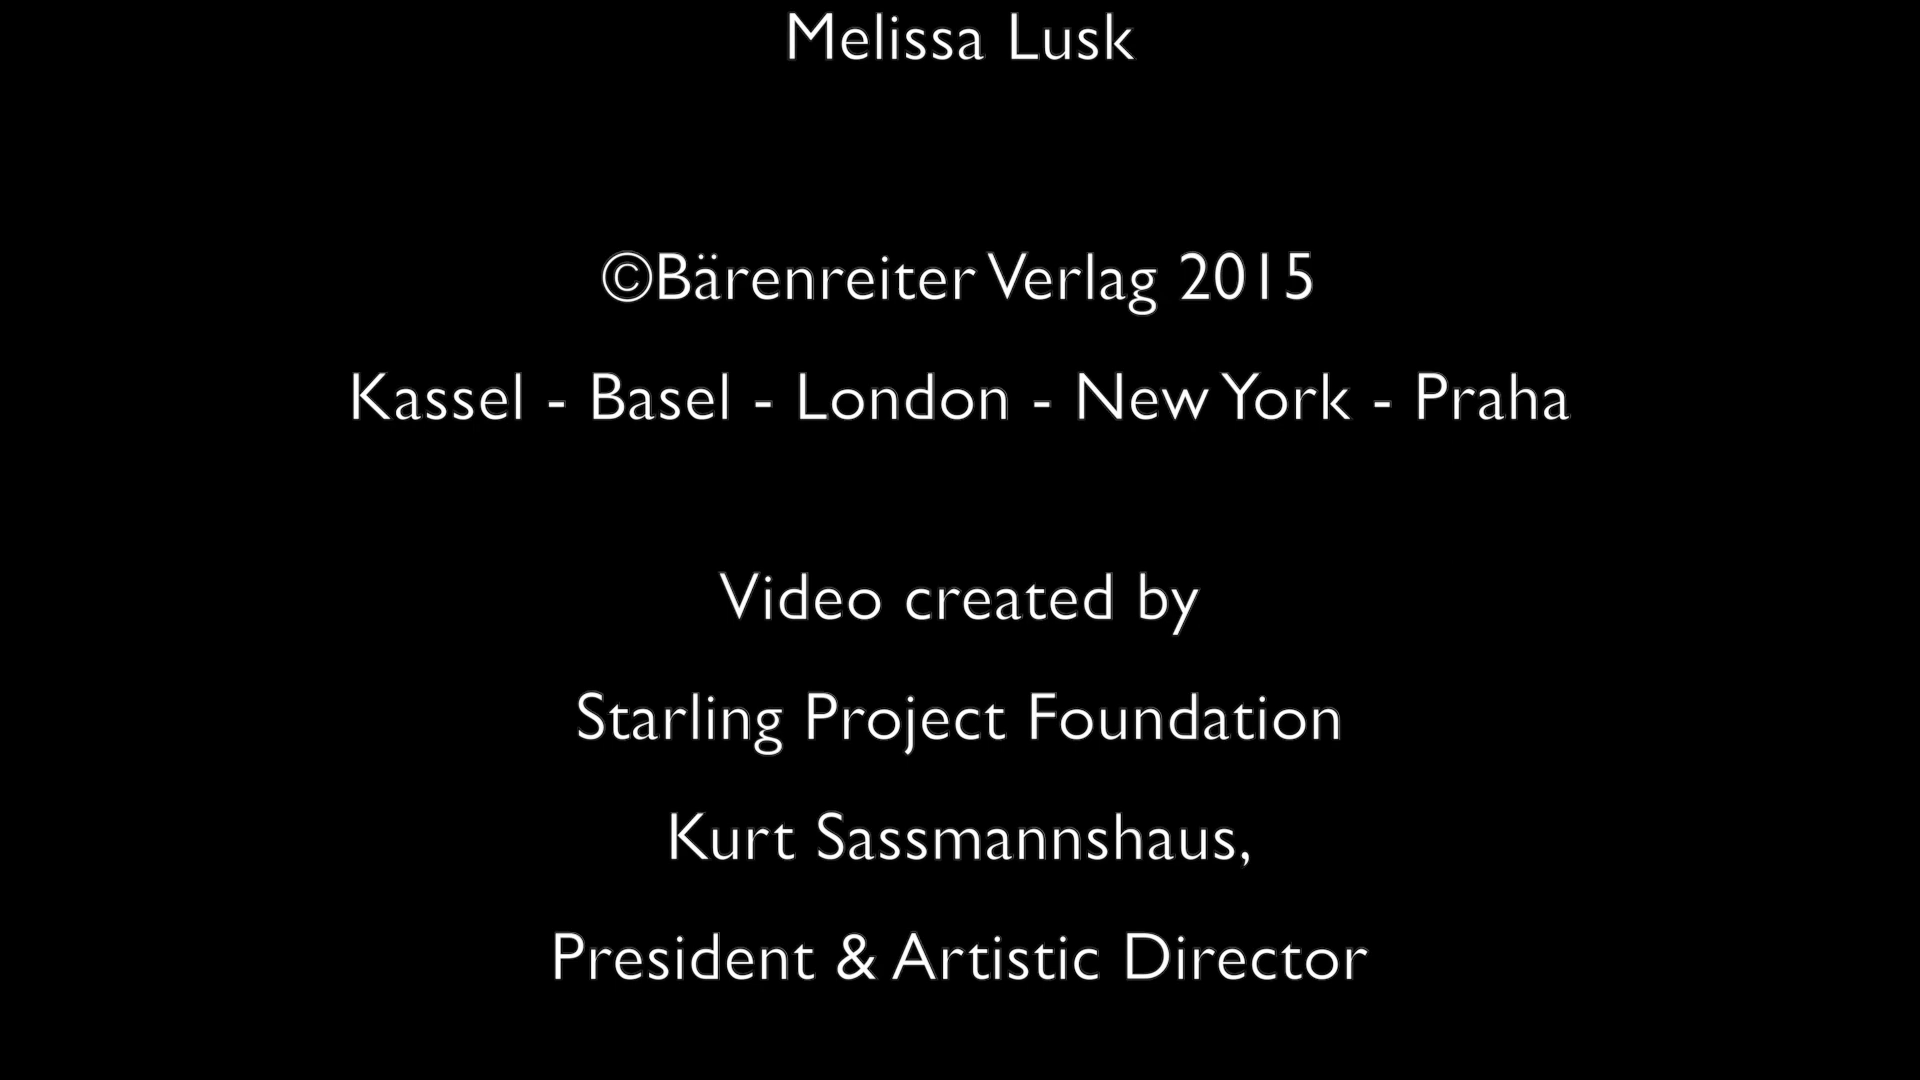 Melissa Lusk
©Bärenreiter Verlag 2015
Kassel - Basel - London - New York - Praha
Video created by
Starling Project Foundation
Kurt Sassmannshaus,
President & Artistic Director